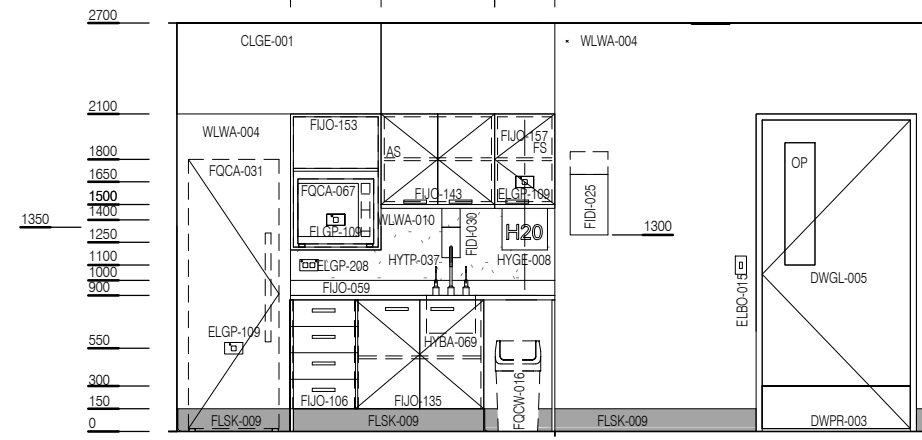 2700
CLGE-001
WLWA-004
2100
WLWA-004
FIJO-153
FIJO-157
AS
FS
OP
1800
FQCA-031
1650
FQCA-067
FIJO-143
ELGP-109
FIDI-025
1500
1400
WLWA-010
FIDI-030
H20
1350
ELGP-109
1300
1250
1100
ELGP-208
HYTP-037
HYGE-008
1000
FIJO-059
ELBO-015
DWGL-005
900
ELGP-109
HYBA-069
550
300
FIJO-106
FIJO-135
FQCW-016
150
0
FLSK-009
FLSK-009
FLSK-009
DWPR-003